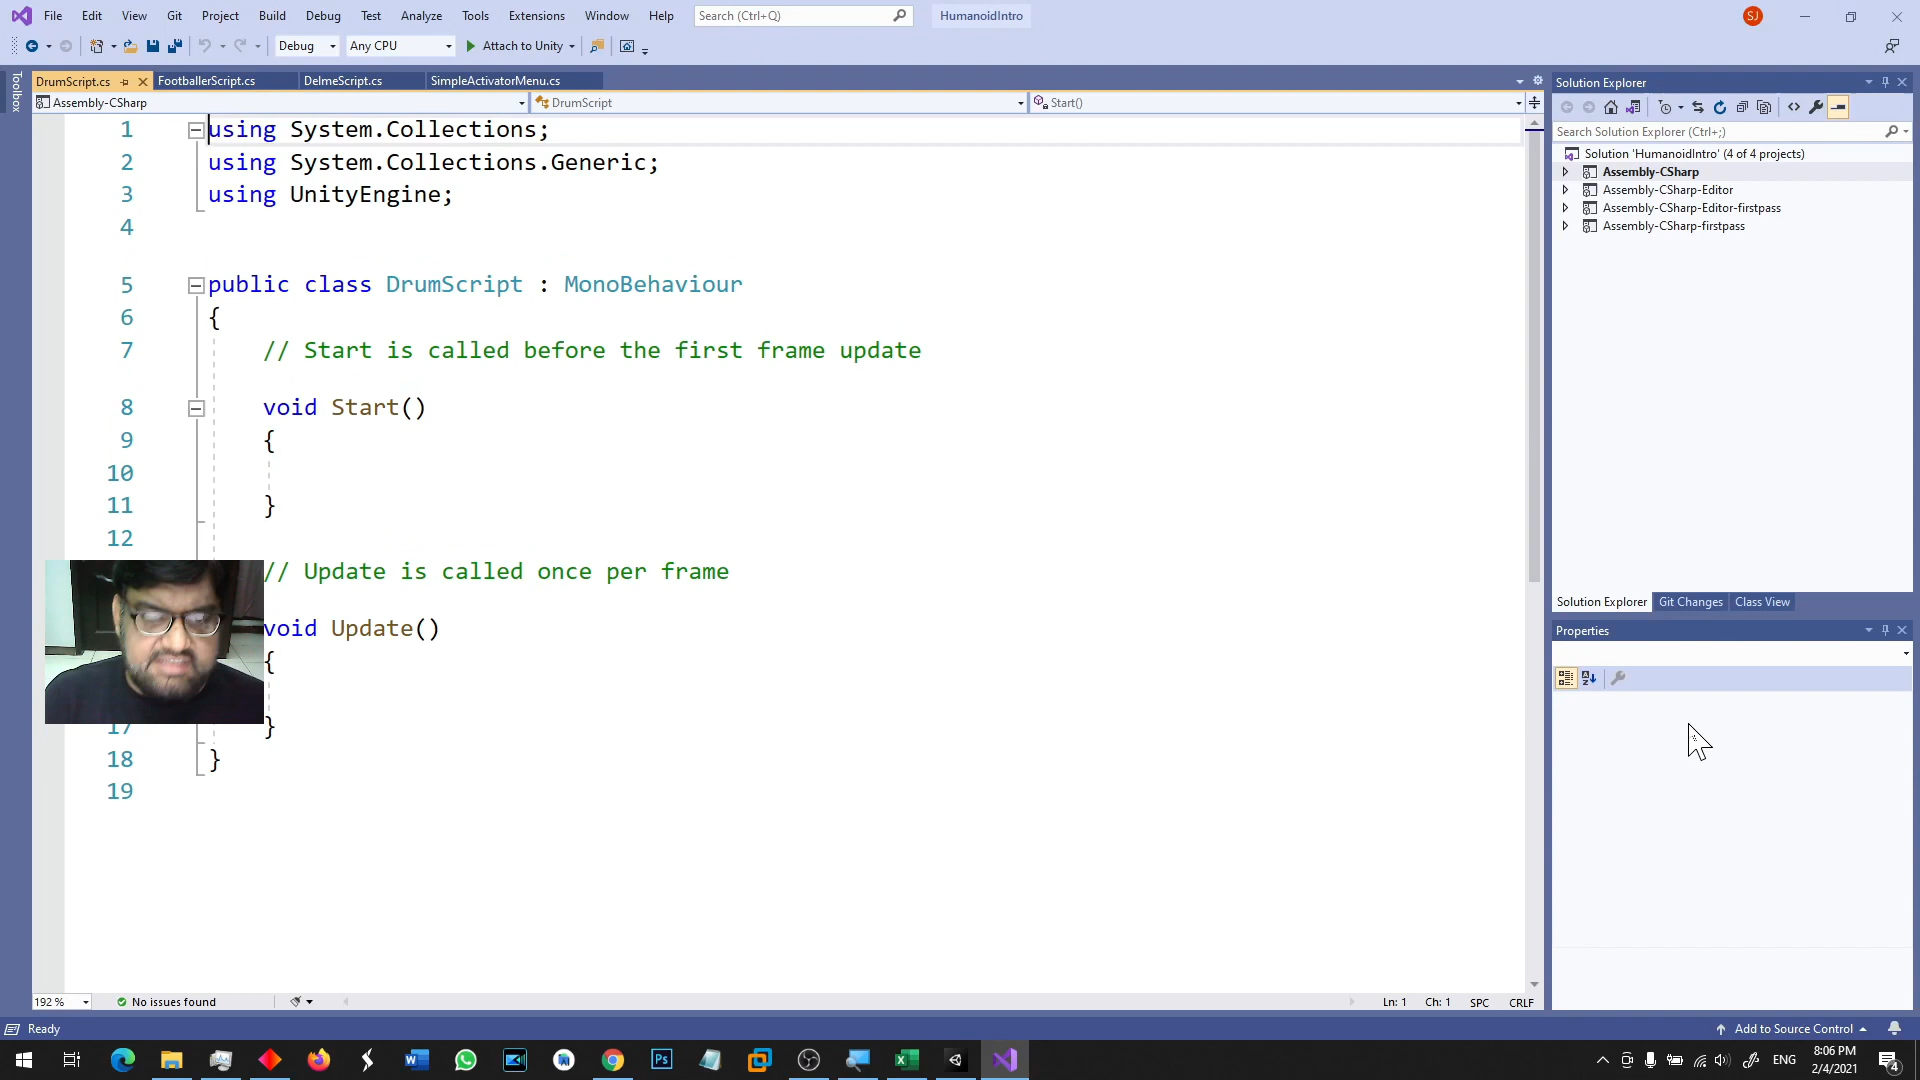 File Edit View Git Project Build Debug Test Analyze Tools Extensions Window Help Search (Ctrl+Q) HumanoidIntro SJ
Debug Any CPU Attach to Unity
Toolbox
DrumScript.cs FootballerScript.cs DelmeScript.cs SimpleActivatorMenu.cs
Assembly-CSharp DrumScript Start()
1 using System.Collections;
2 using System.Collections.Generic;
3 using UnityEngine;
4
5 public class DrumScript : MonoBehaviour
6 {
7 // Start is called before the first frame update
8 void Start()
9 {
10
11 }
12
// Update is called once per frame
void Update()
{
17 }
18 }
19
192 % No issues found Ln: 1 Ch: 1 SPC CRLF
Solution Explorer
Search Solution Explorer (Ctrl+;)
Solution 'HumanoidIntro' (4 of 4 projects)
Assembly-CSharp
Assembly-CSharp-Editor
Assembly-CSharp-Editor-firstpass
Assembly-CSharp-firstpass
Solution Explorer Git Changes Class View
Properties
Ready Add to Source Control
ENG 8:06 PM
2/4/2021
4